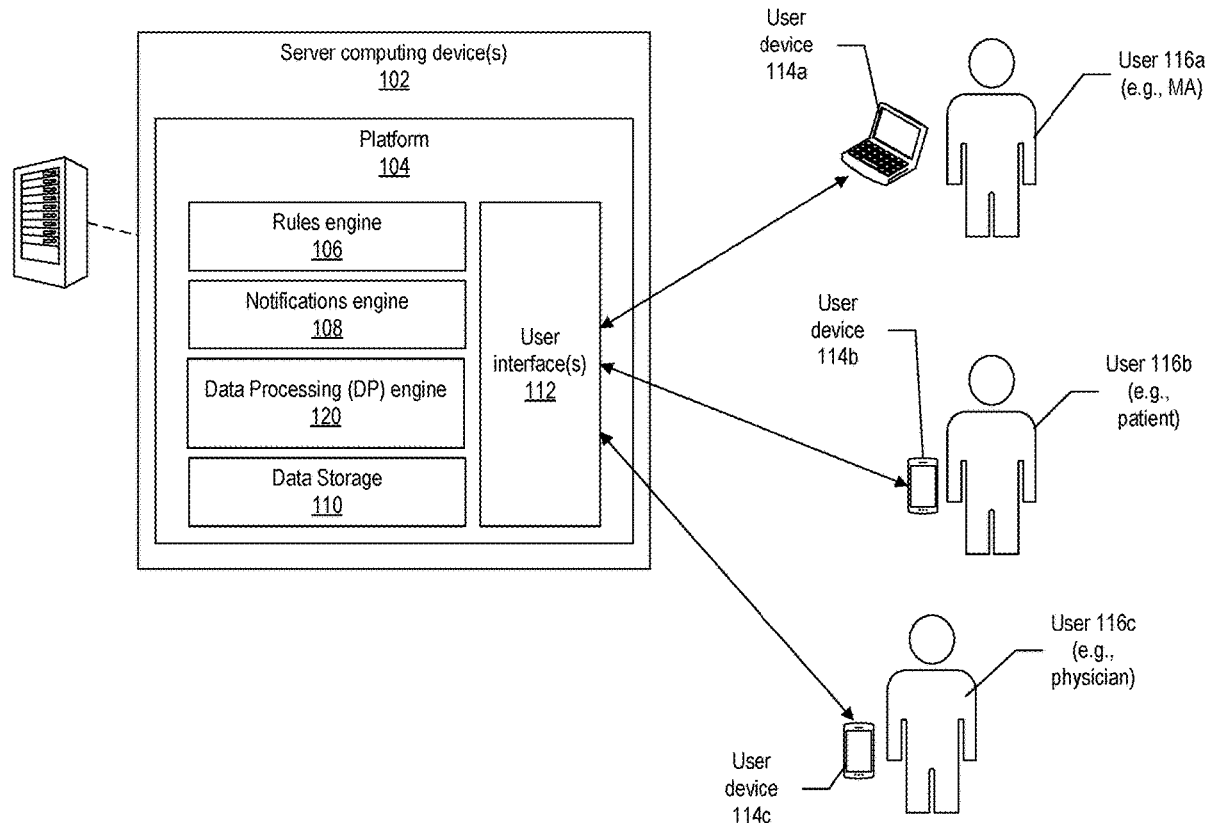 Server computing device(s)
102
Platform
104
Rules engine
106
Notifications engine
108
Data Processing (DP) engine
120
Data Storage
110
User
interface(s)
112
User
device
114a
User 116a
(e.g., MA)
User
device
114b
User 116b
(e.g.,
patient)
User 116c
(e.g.,
physician)
User
device
114c